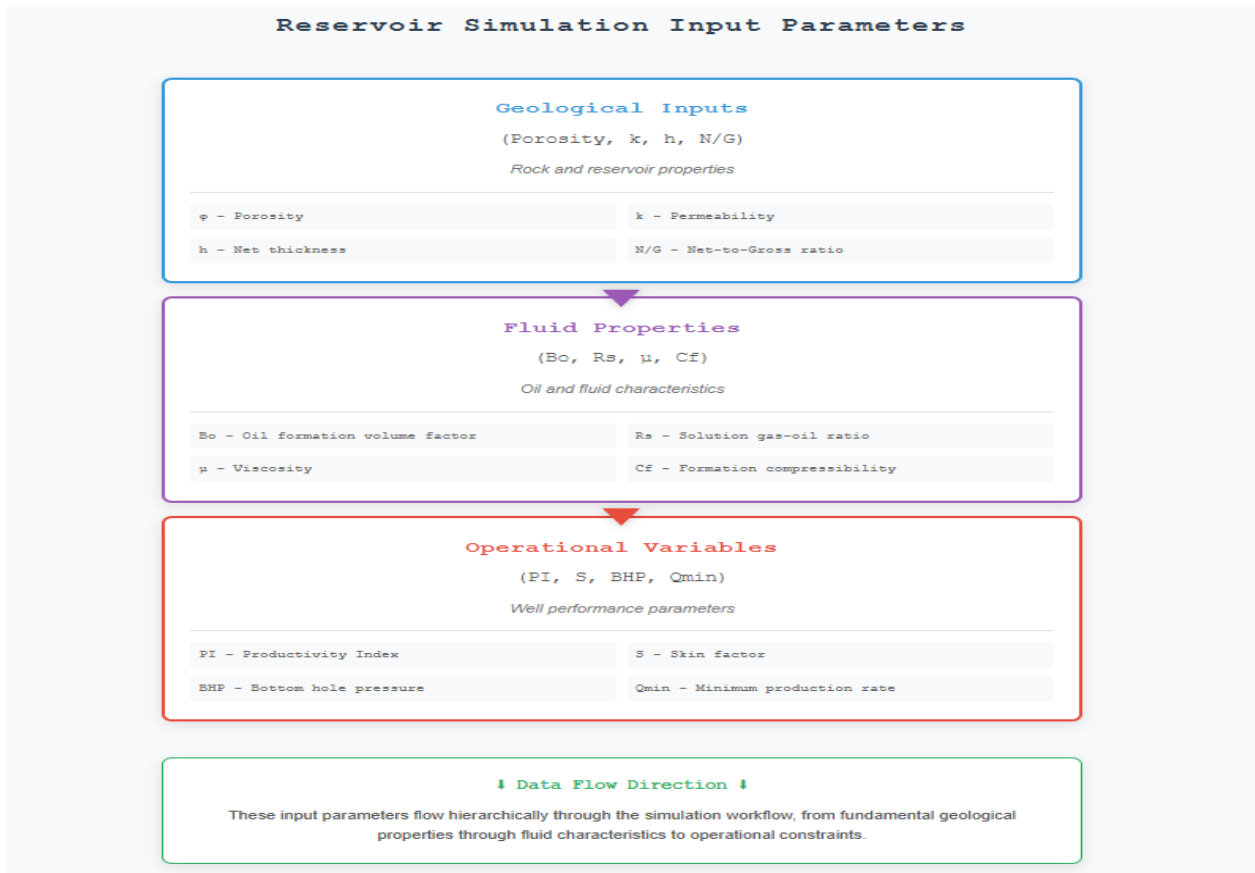 Reservoir Simulation Input Parameters
Geological Inputs
(Porosity, k, h, N/G)
Rock and reservoir properties
φ - Porosity
k - Permeability
h - Net thickness
N/G - Net-to-Gross ratio
Fluid Properties
(Bo, Rs, μ, Cf)
Oil and fluid characteristics
Bo - Oil formation volume factor
Rs - Solution gas-oil ratio
μ - Viscosity
Cf - Formation compressibility
Operational Variables
(PI, S, BHP, Qmin)
Well performance parameters
PI - Productivity Index
S - Skin factor
BHP - Bottom hole pressure
Qmin - Minimum production rate
⬇ Data Flow Direction ⬇
These input parameters flow hierarchically through the simulation workflow, from fundamental geological
properties through fluid characteristics to operational constraints.